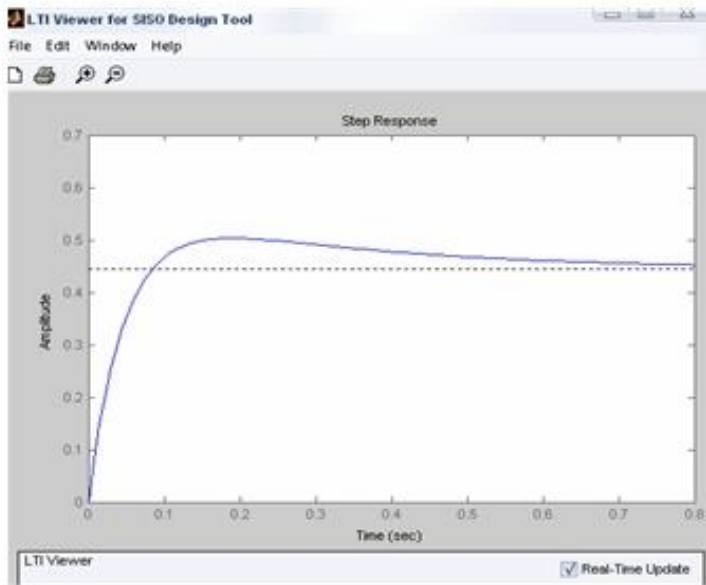 LTI Viewer for SISO Design Tool
File Edit Window Help
Step Response
0.7
0.6
0.5
0.4
0.3
0.2
0.1
0
Amplitude
0 0.1 0.2 0.3 0.4 0.5 0.6 0.7 0.8
Time (sec)
LTI Viewer
Real-Time Update